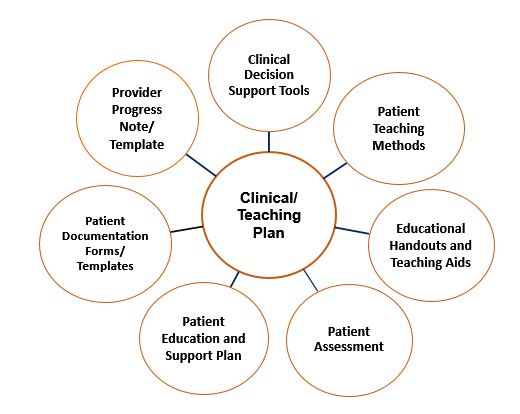 Clinical
Decision
Support Tools
Provider
Progress
Note/
Template
Patient
Teaching
Methods
Clinical/
Teaching
Plan
Patient
Documentation
Forms/
Templates
Educational
Handouts and
Teaching Aids
Patient
Education and
Support Plan
Patient
Assessment